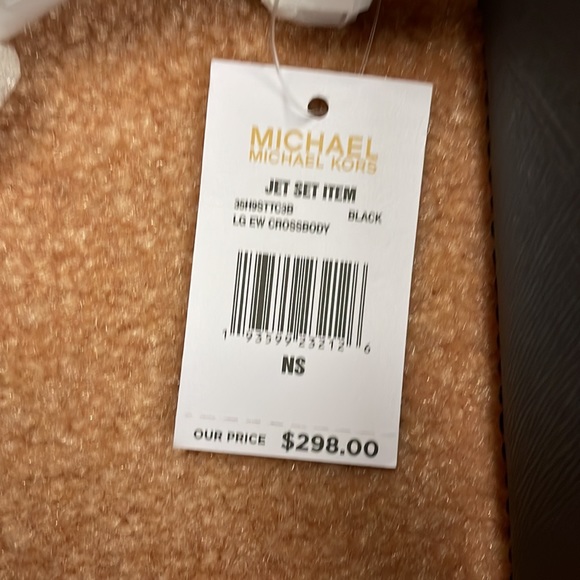 MICHAEL
MICHAEL KORS
JET SET ITEM
35H9STTC3B BLACK
LG EW CROSSBODY
1 93599 23212 6
NS
OUR PRICE $298.00